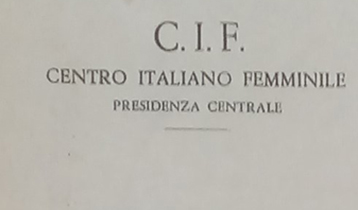 C. I. F.
CENTRO ITALIANO FEMMINILE
PRESIDENZA CENTRALE